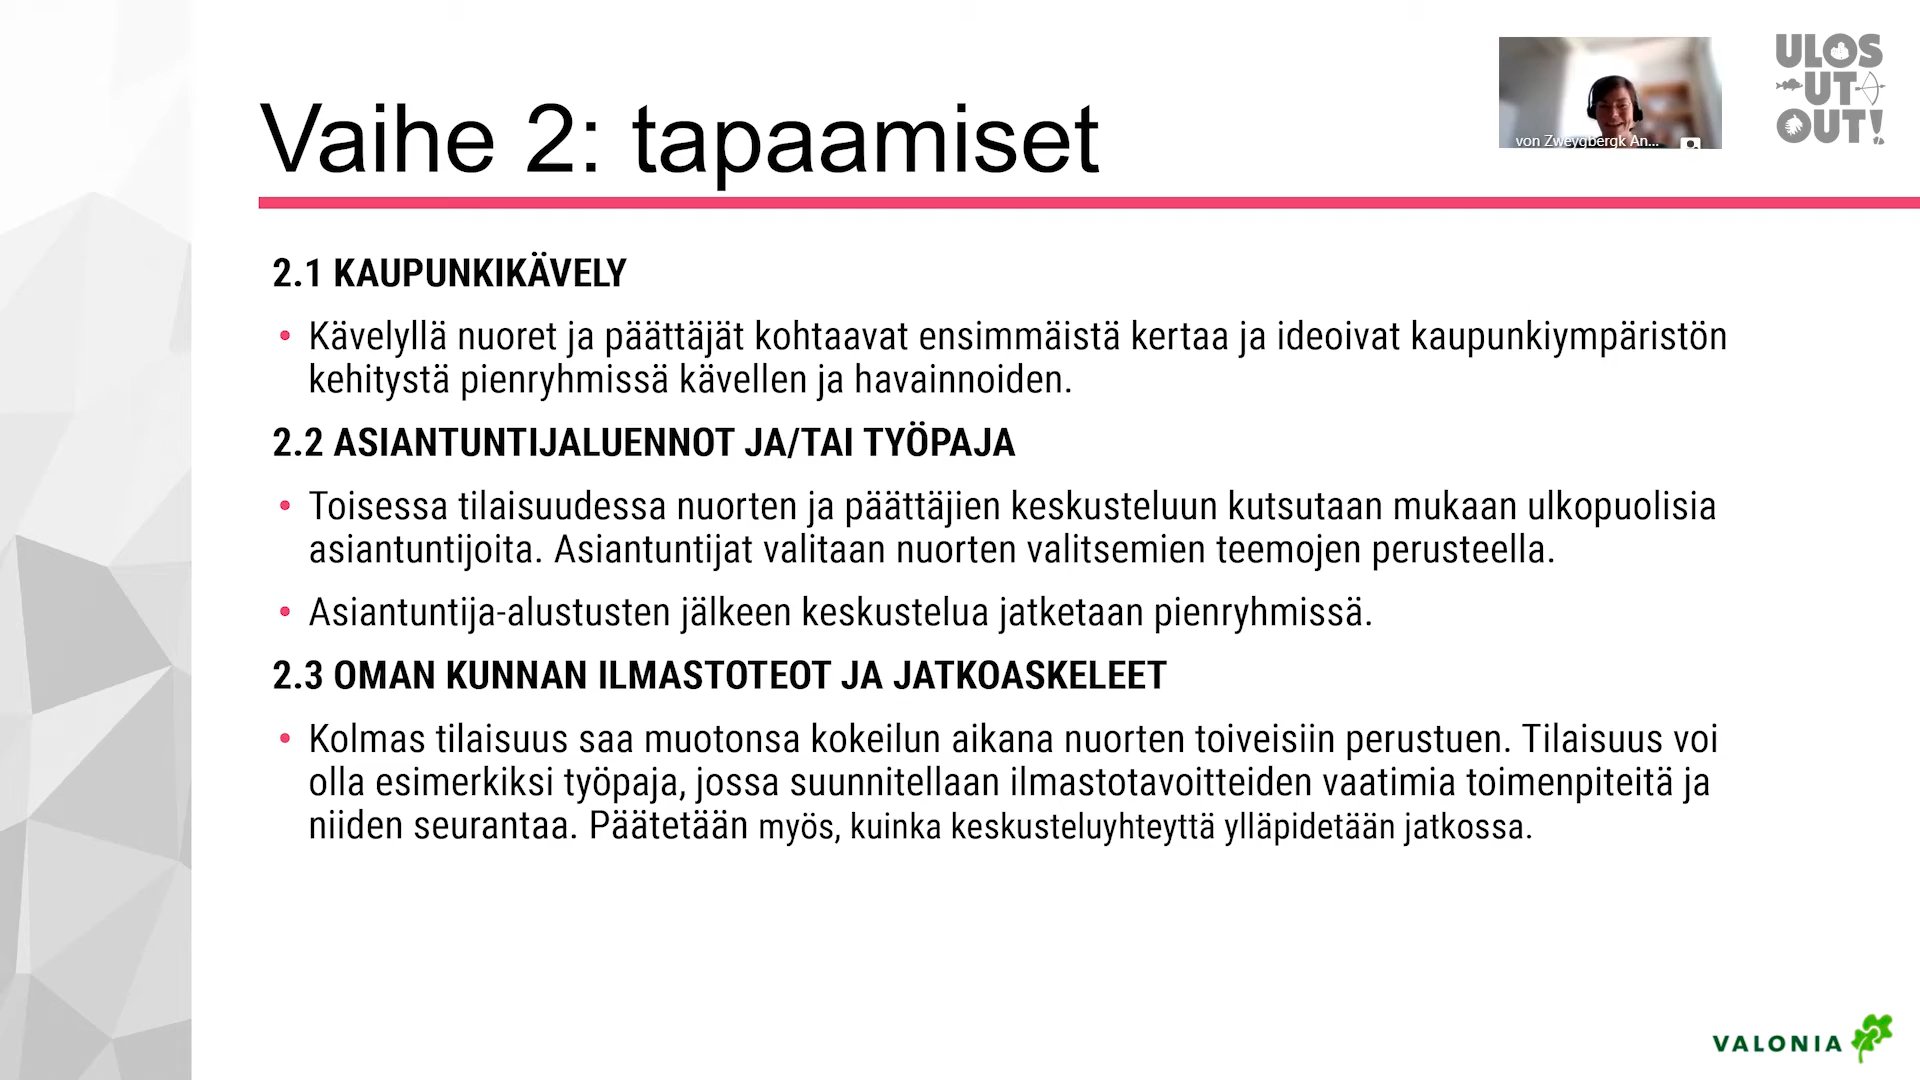 Vaihe 2: tapaamiset
von Zweygbergk An...
ULOS
UT
OUT!
2.1 KAUPUNKIKÄVELY
• Kävelyllä nuoret ja päättäjät kohtaavat ensimmäistä kertaa ja ideoivat kaupunkiympäristön
kehitystä pienryhmissä kävellen ja havainnoiden.
2.2 ASIANTUNTIJALUENNOT JA/TAI TYÖPAJA
• Toisessa tilaisuudessa nuorten ja päättäjien keskusteluun kutsutaan mukaan ulkopuolisia
asiantuntijoita. Asiantuntijat valitaan nuorten valitsemien teemojen perusteella.
• Asiantuntija-alustusten jälkeen keskustelua jatketaan pienryhmissä.
2.3 OMAN KUNNAN ILMASTOTEOT JA JATKOASKELEET
• Kolmas tilaisuus saa muotonsa kokeilun aikana nuorten toiveisiin perustuen. Tilaisuus voi
olla esimerkiksi työpaja, jossa suunnitellaan ilmastotavoitteiden vaatimia toimenpiteitä ja
niiden seurantaa. Päätetään myös, kuinka keskusteluyhteyttä ylläpidetään jatkossa.
VALONIA